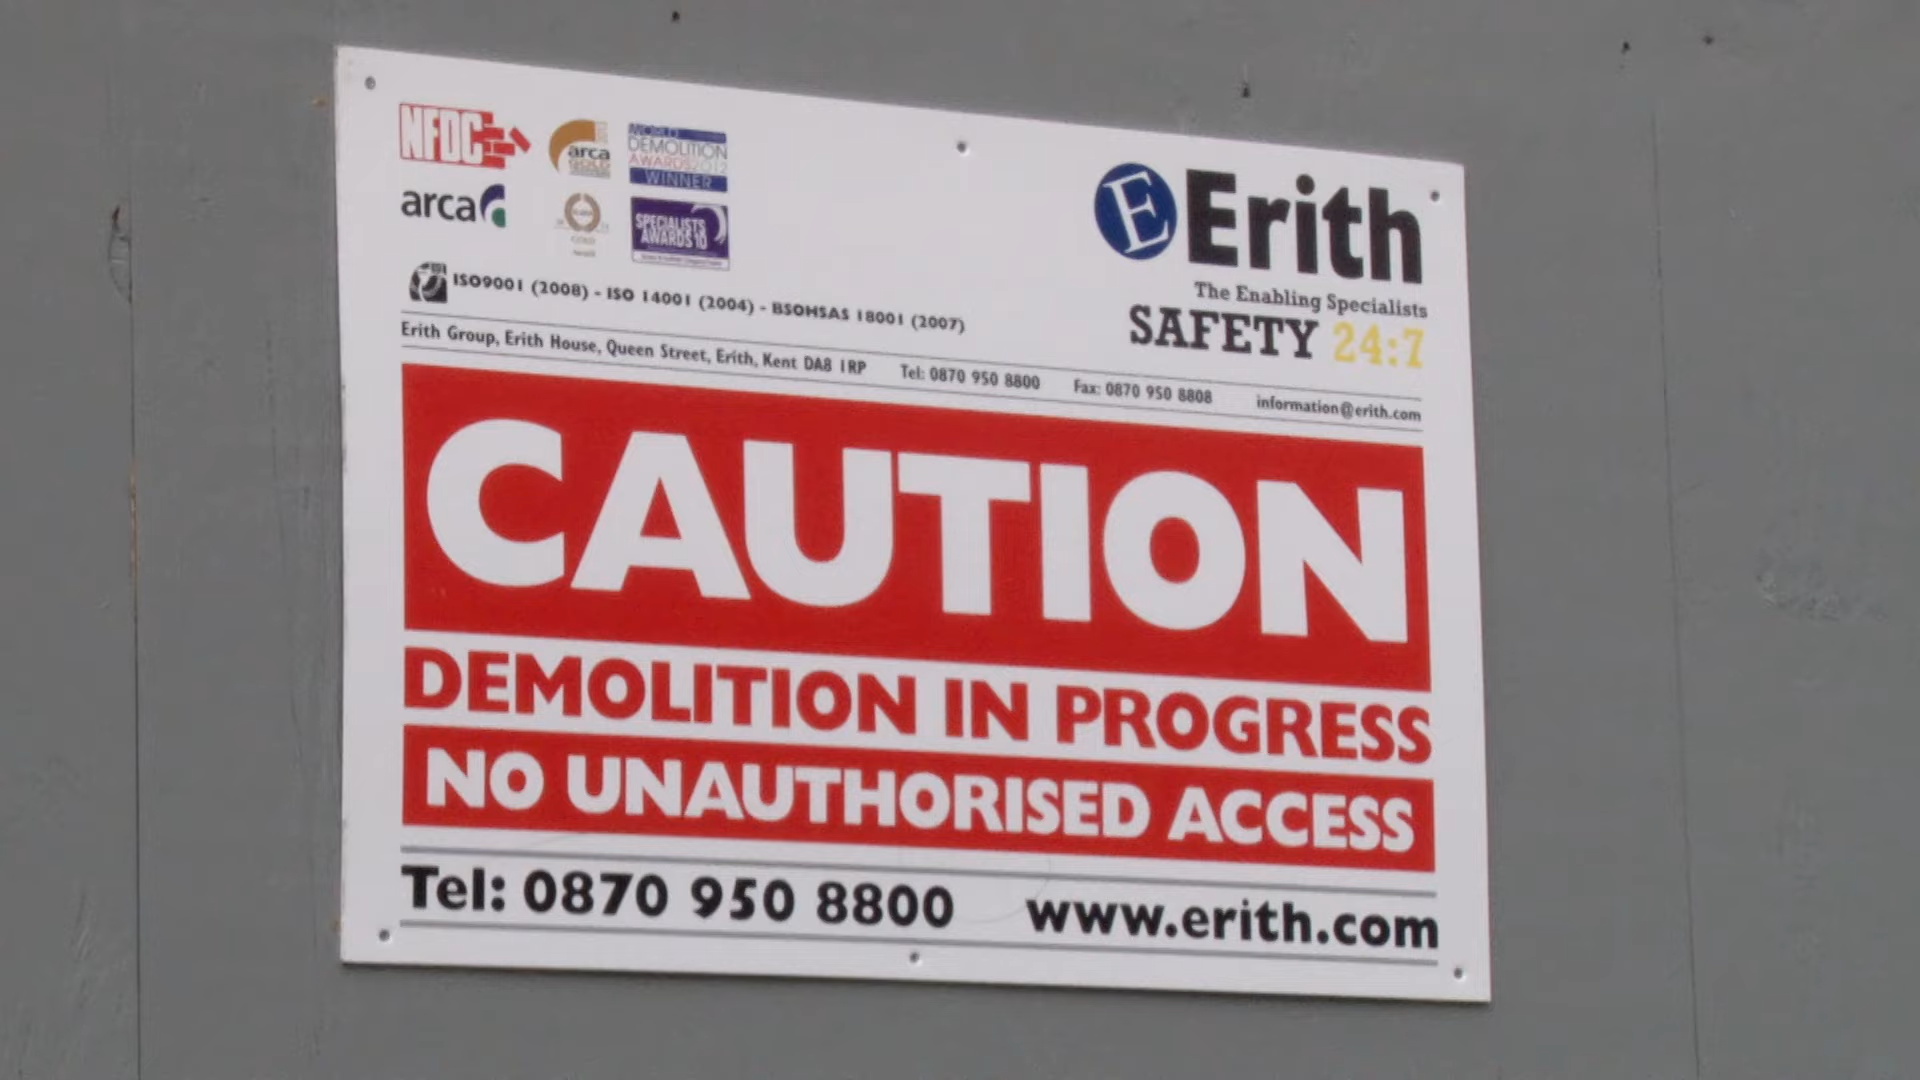 NFDC
arca
GOLD
WORLD
DEMOLITION
AWARDS 2012
WINNER
arca
GOLD
SPECIALISTS
AWARDS 10
Erith
The Enabling Specialists
SAFETY 24:7
ISO9001 (2008) - ISO 14001 (2004) - BSOHSAS 18001 (2007)
Erith Group, Erith House, Queen Street, Erith, Kent DA8 1RP Tel: 0870 950 8800 Fax: 0870 950 8808 information@erith.com
CAUTION
DEMOLITION IN PROGRESS
NO UNAUTHORISED ACCESS
Tel: 0870 950 8800 www.erith.com